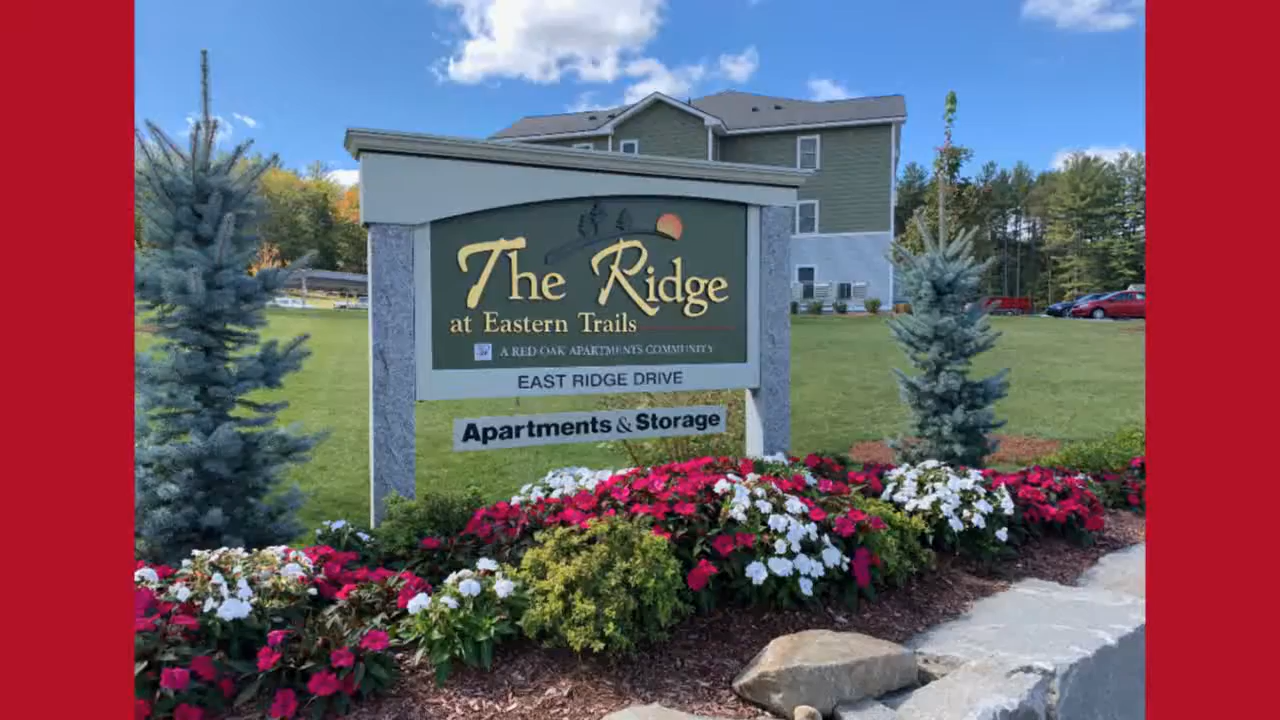 The Ridge
at Eastern Trails
A RED OAK APARTMENTS COMMUNITY
EAST RIDGE DRIVE
Apartments & Storage